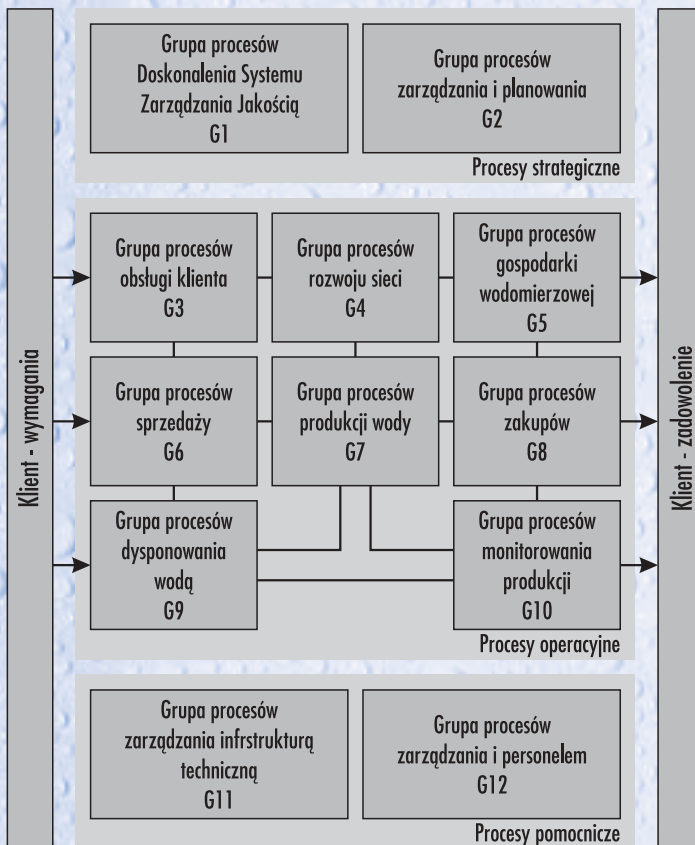 Klient - wymagania
Grupa procesów
Doskonalenia Systemu
Zarządzania Jakością
G1
Grupa procesów
zarządzania i planowania
G2
Procesy strategiczne
Grupa procesów
obsługi klienta
G3
Grupa procesów
rozwoju sieci
G4
Grupa procesów
gospodarki
wodomierzowej
G5
Grupa procesów
sprzedaży
G6
Grupa procesów
produkcji wody
G7
Grupa procesów
zakupów
G8
Grupa procesów
dysponowania
wodą
G9
Grupa procesów
monitorowania
produkcji
G10
Procesy operacyjne
Grupa procesów
zarządzania infrstrukturą
techniczną
G11
Grupa procesów
zarządzania i personelem
G12
Procesy pomocnicze
Klient - zadowolenie